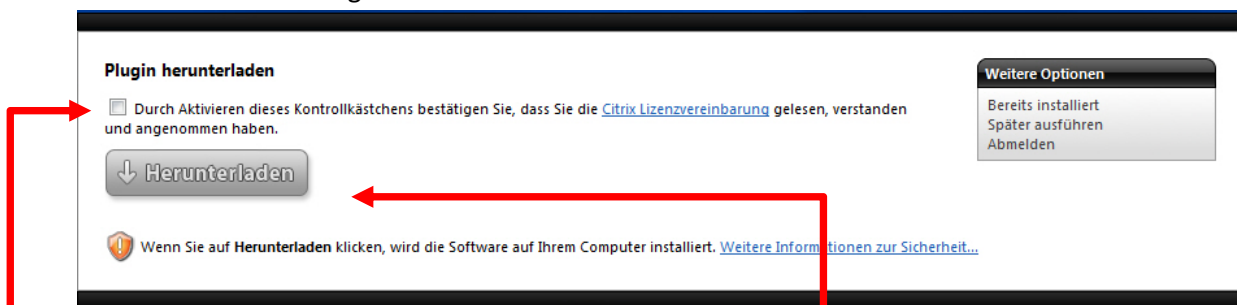 Plugin herunterladen
Durch Aktivieren dieses Kontrollkästchens bestätigen Sie, dass Sie die Citrix Lizenzvereinbarung gelesen, verstanden
und angenommen haben.
Herunterladen
Wenn Sie auf Herunterladen klicken, wird die Software auf Ihrem Computer installiert. Weitere Informationen zur Sicherheit...
Weitere Optionen
Bereits installiert
Später ausführen
Abmelden